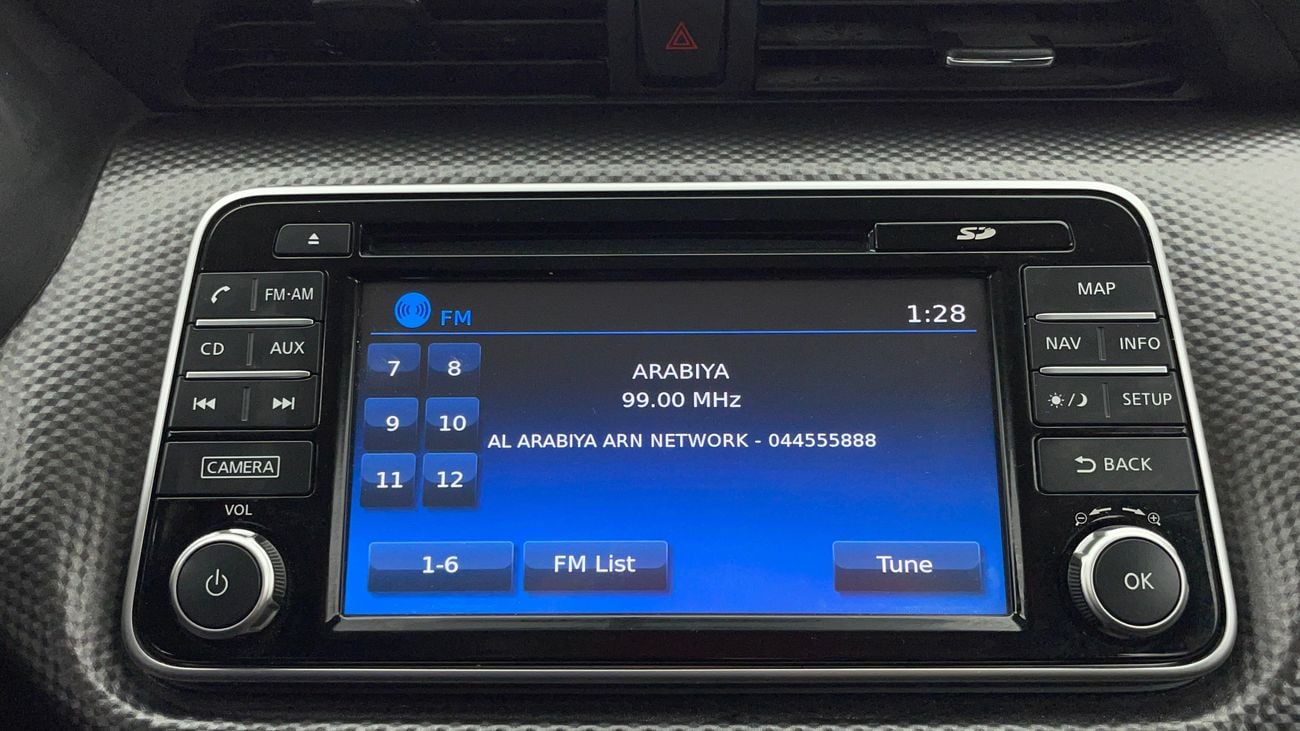 SD
FM·AM
CD AUX
CAMERA
VOL
FM
1:28
7 8
9 10
11 12
ARABIYA
99.00 MHz
AL ARABIYA ARN NETWORK - 044555888
1-6 FM List Tune
MAP
NAV INFO
SETUP
BACK
OK